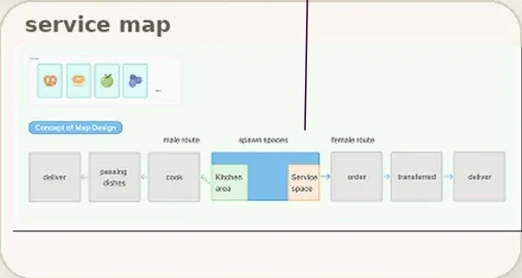 service map
Concept of Map Design
male route
spawn spaces
female route
deliver
passing
dishes
cook
Kitchen
area
Service
space
order
transferred
deliver